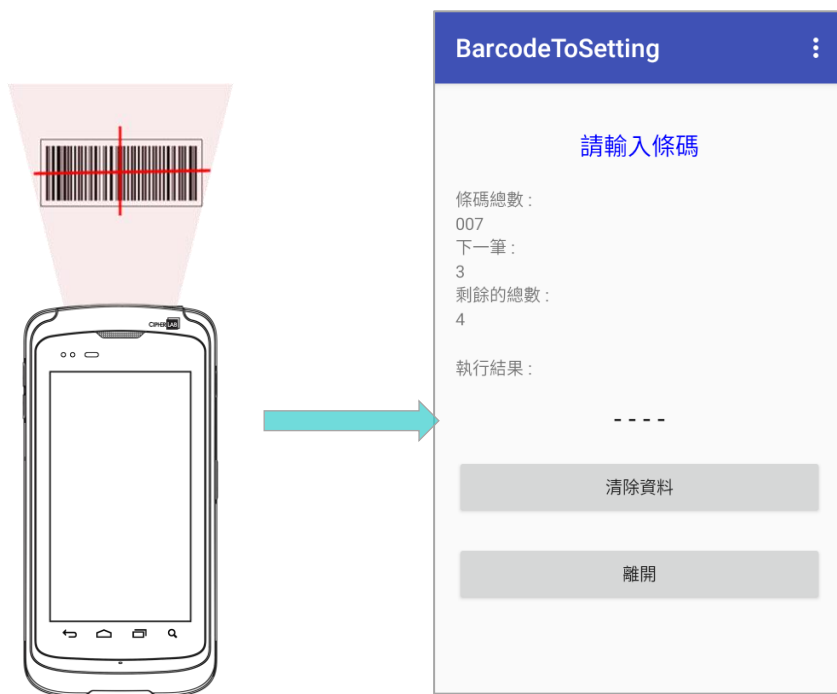 CIPHERLAB
BarcodeToSetting
請輸入條碼
條碼總數 :
007
下一筆 :
3
剩餘的總數 :
4
執行結果 :
----
清除資料
離開